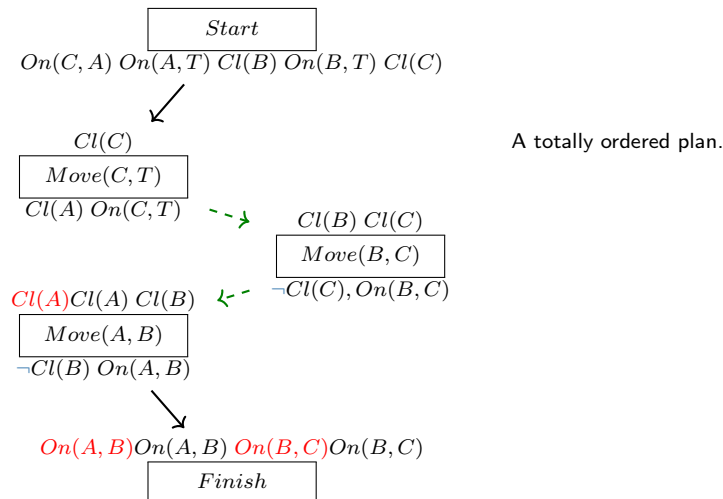 Start
On(C, A) On(A, T) Cl(B) On(B, T) Cl(C)
Cl(C)
A totally ordered plan.
Move(C, T)
Cl(A) On(C, T)
Cl(B) Cl(C)
Move(B, C)
¬Cl(C), On(B, C)
Cl(A)Cl(A) Cl(B)
Move(A, B)
¬Cl(B) On(A, B)
On(A, B)On(A, B) On(B, C)On(B, C)
Finish